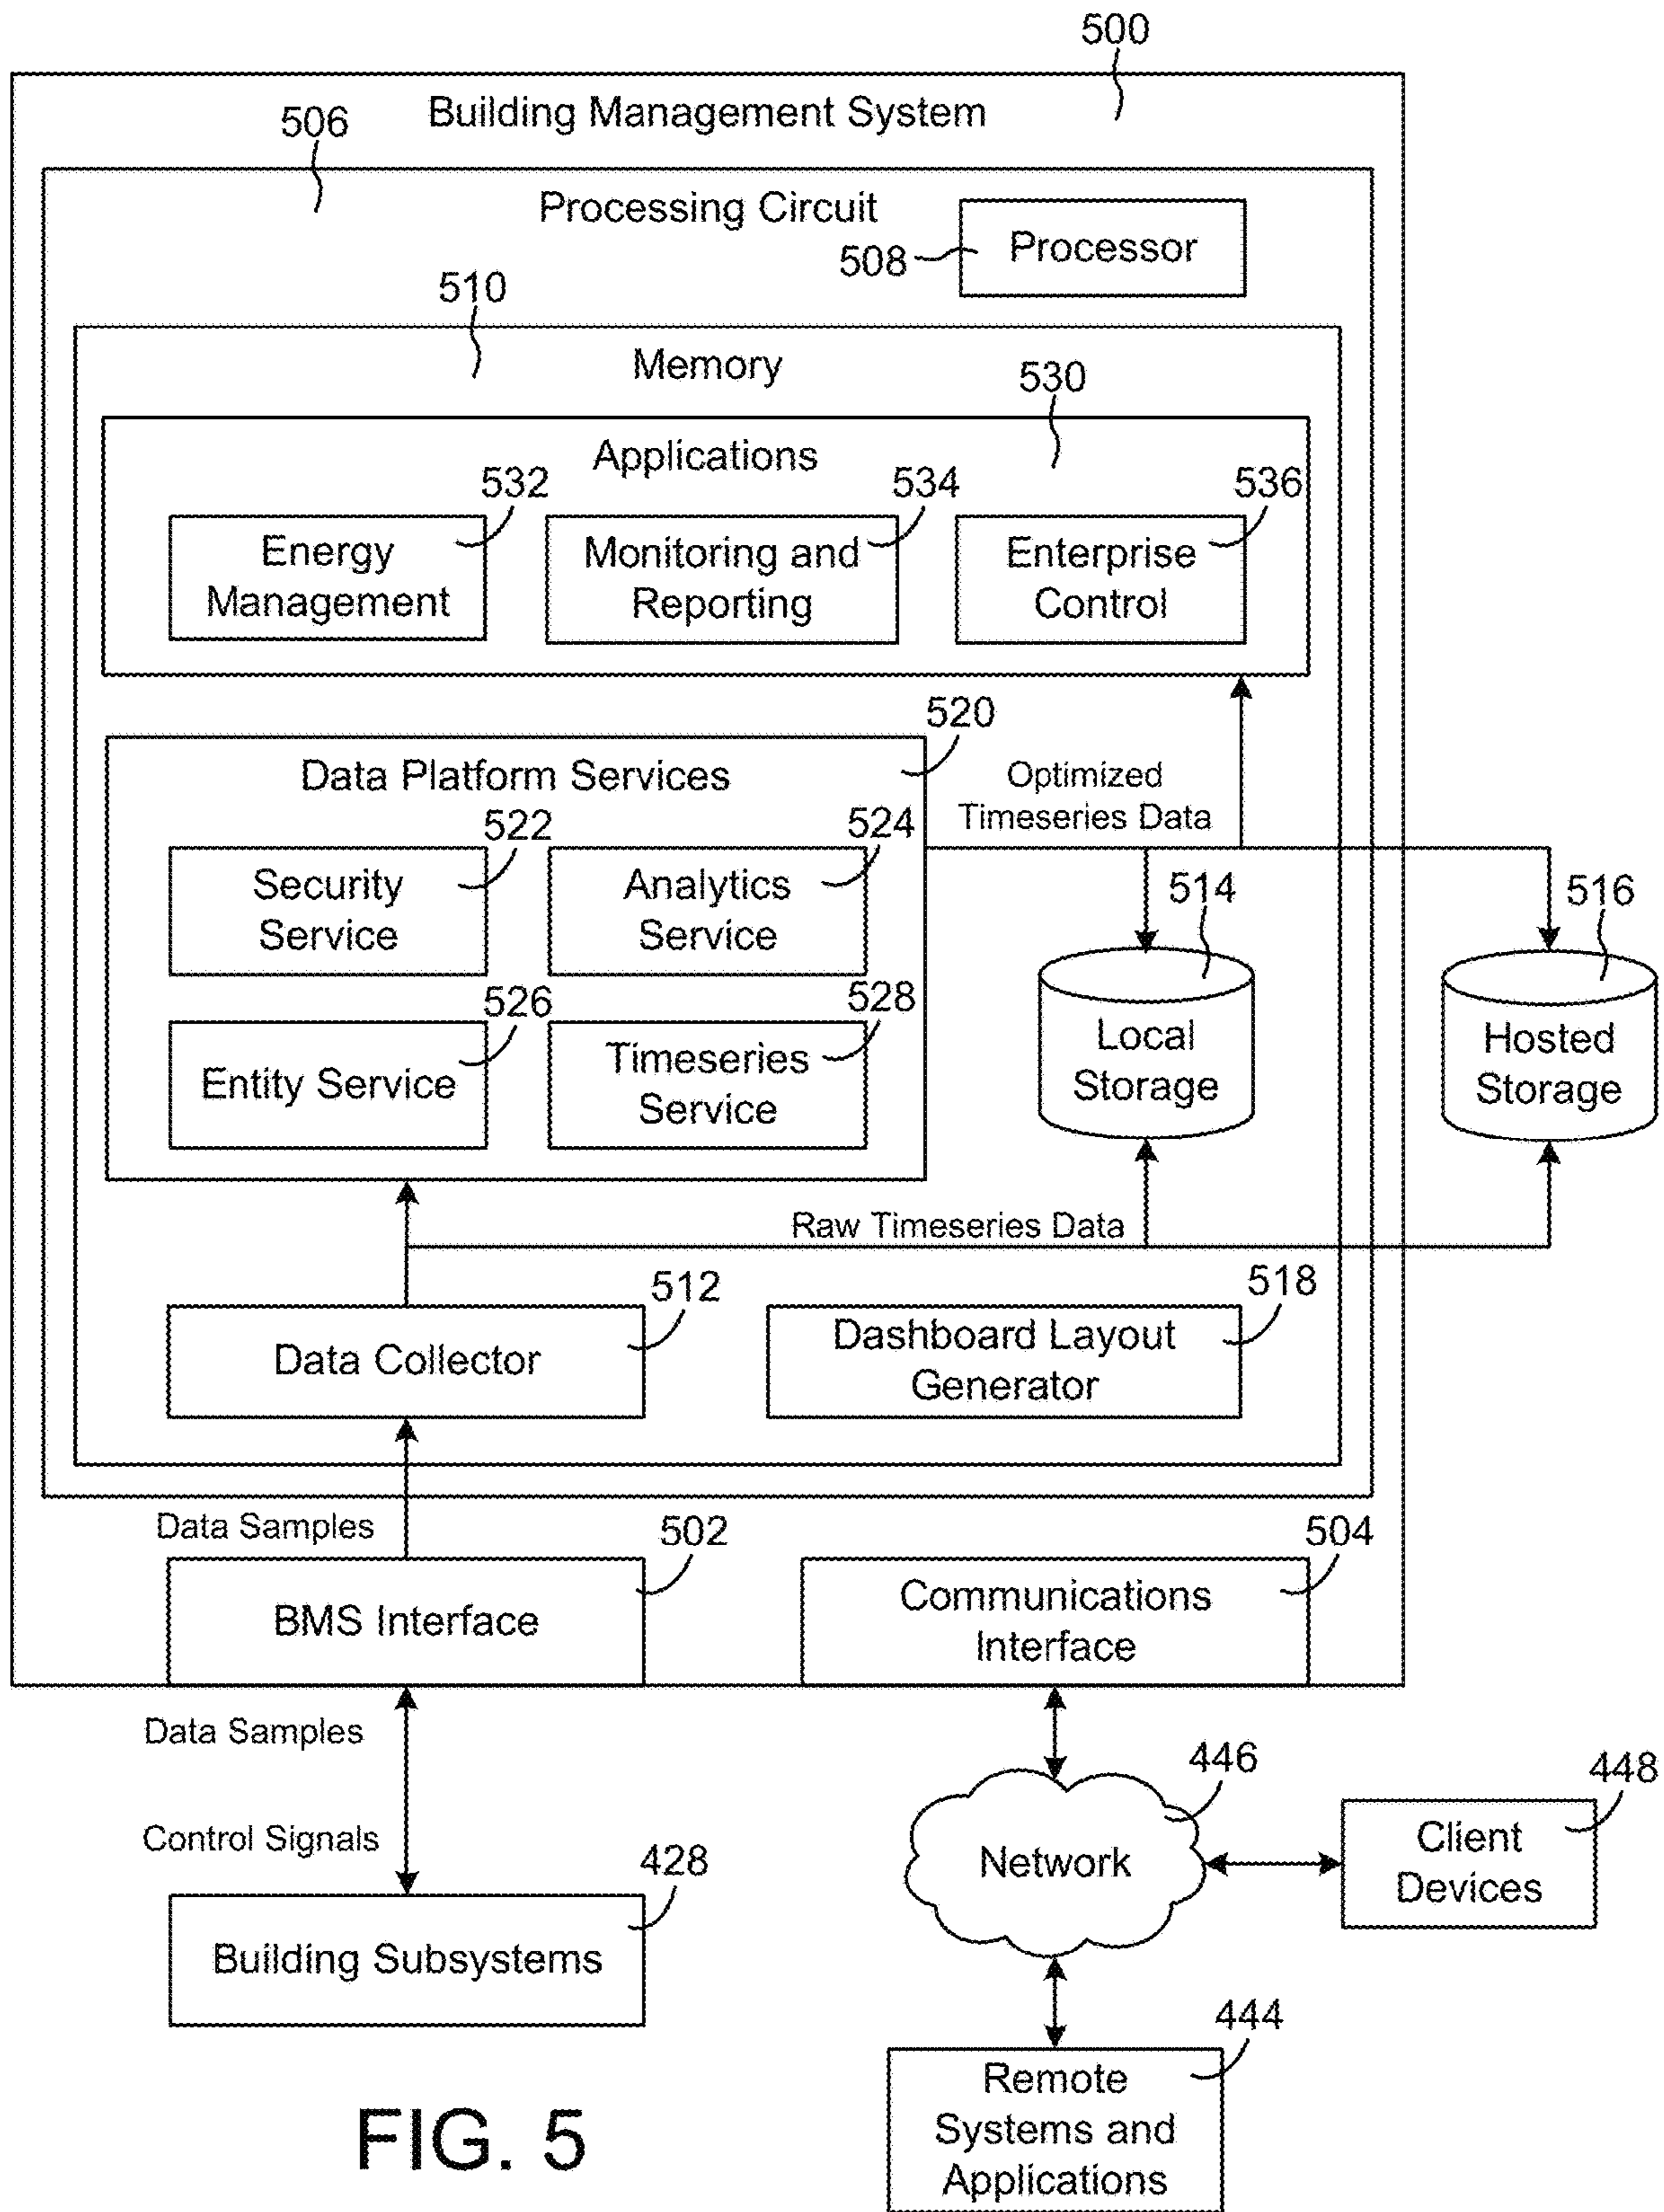 500
Building Management System
506
Processing Circuit
508
Processor
510
Memory
530
Applications
532
534
536
Energy
Management
Monitoring and
Reporting
Enterprise
Control
520
Data Platform Services
Optimized
Timeseries Data
522
524
Security
Service
Analytics
Service
514
516
526
528
Entity Service
Timeseries
Service
Local
Storage
Hosted
Storage
Raw Timeseries Data
512
518
Data Collector
Dashboard Layout
Generator
Data Samples
502
504
BMS Interface
Communications
Interface
Data Samples
Control Signals
446
448
Network
Client
Devices
428
Building Subsystems
444
Remote
Systems and
Applications
FIG. 5